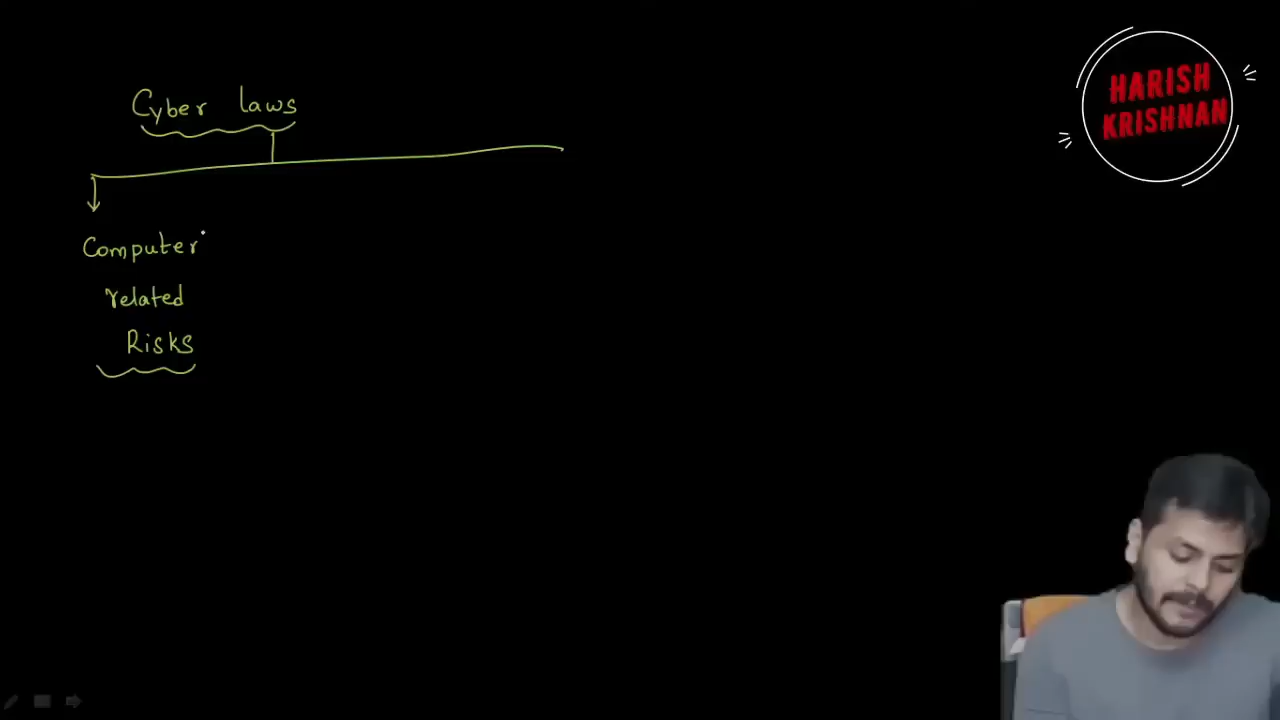 Cyber laws
HARISH
KRISHNAN
Computer
related
Risks